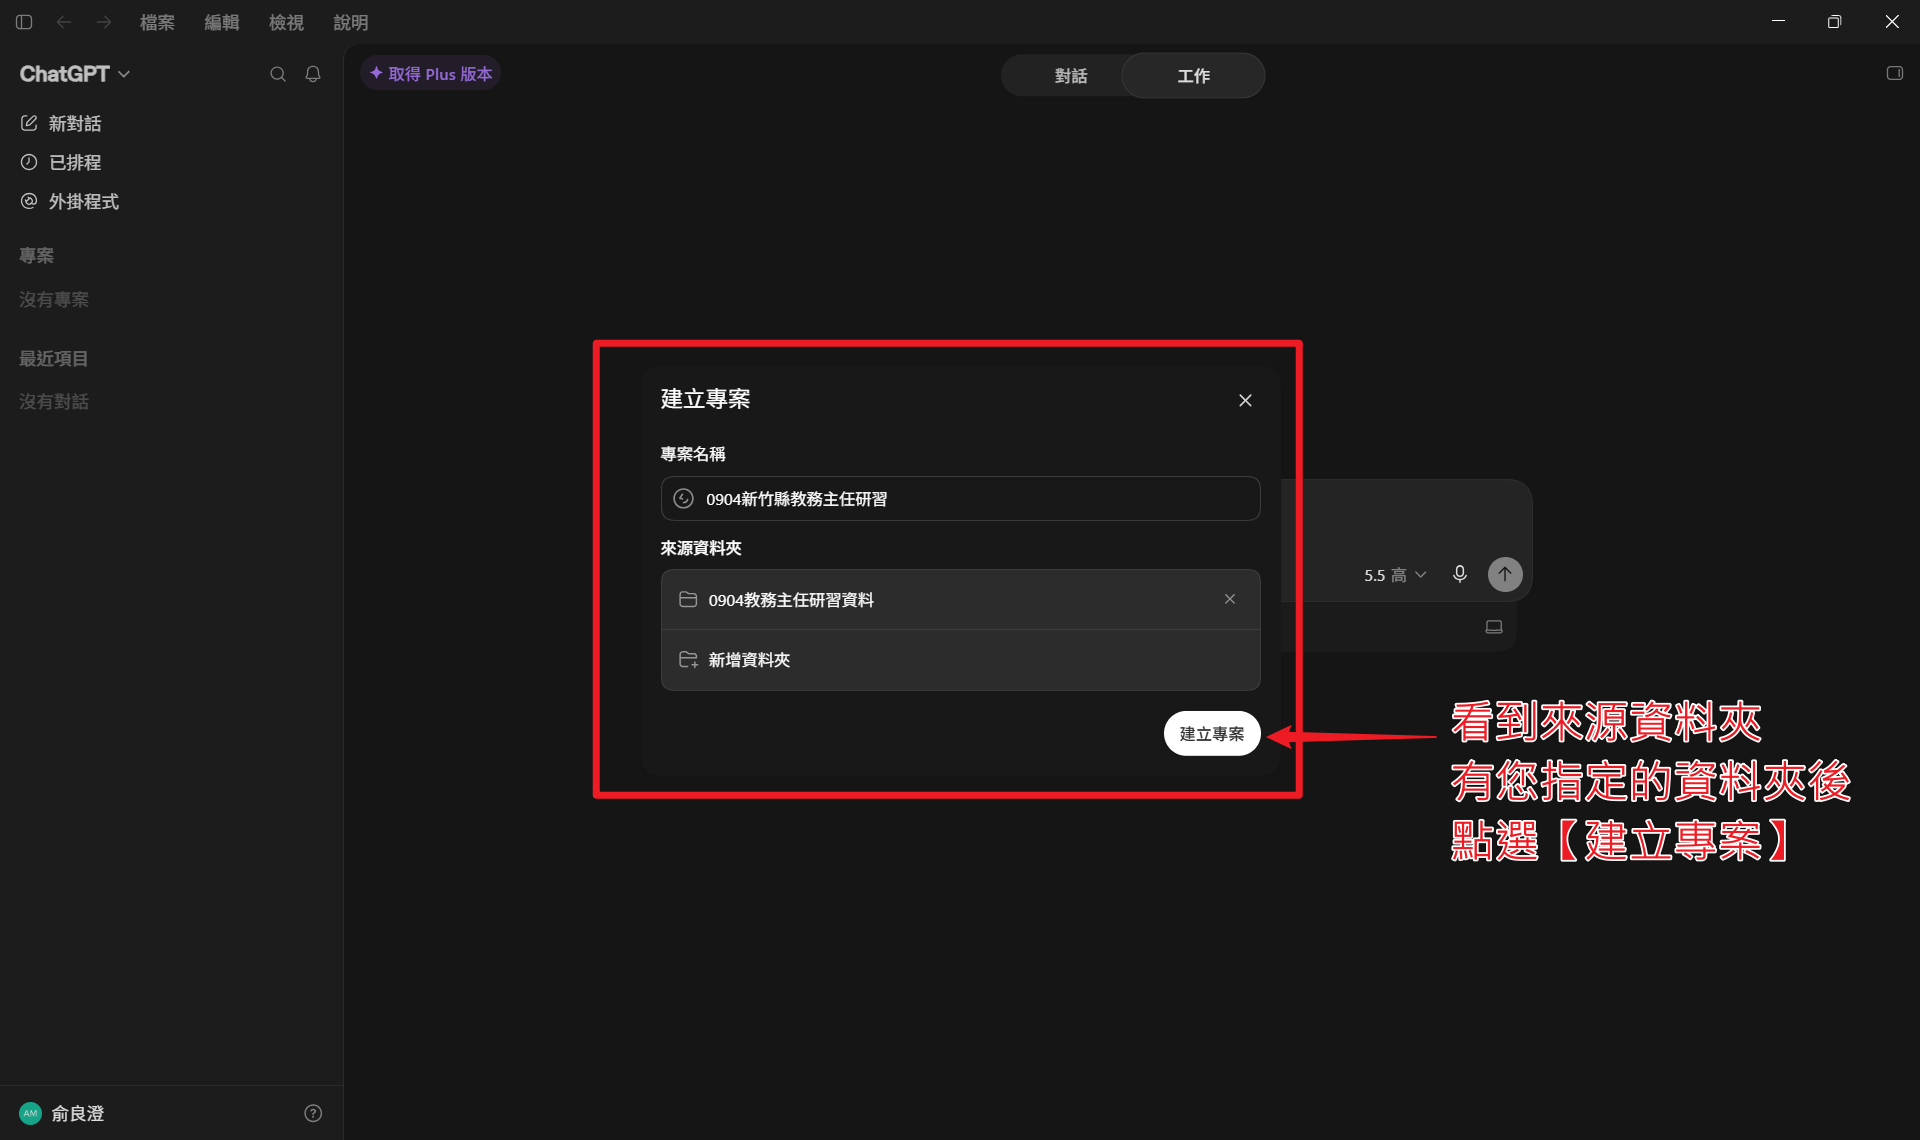 檔案 編輯 檢視 說明
ChatGPT
取得 Plus 版本
對話 工作
新對話
已排程
外掛程式
專案
沒有專案
最近項目
沒有對話
建立專案
專案名稱
0904新竹縣教務主任研習
來源資料夾
0904教務主任研習資料
新增資料夾
建立專案
5.5 高
看到來源資料夾
有您指定的資料夾後
點選【建立專案】
AM 俞良澄